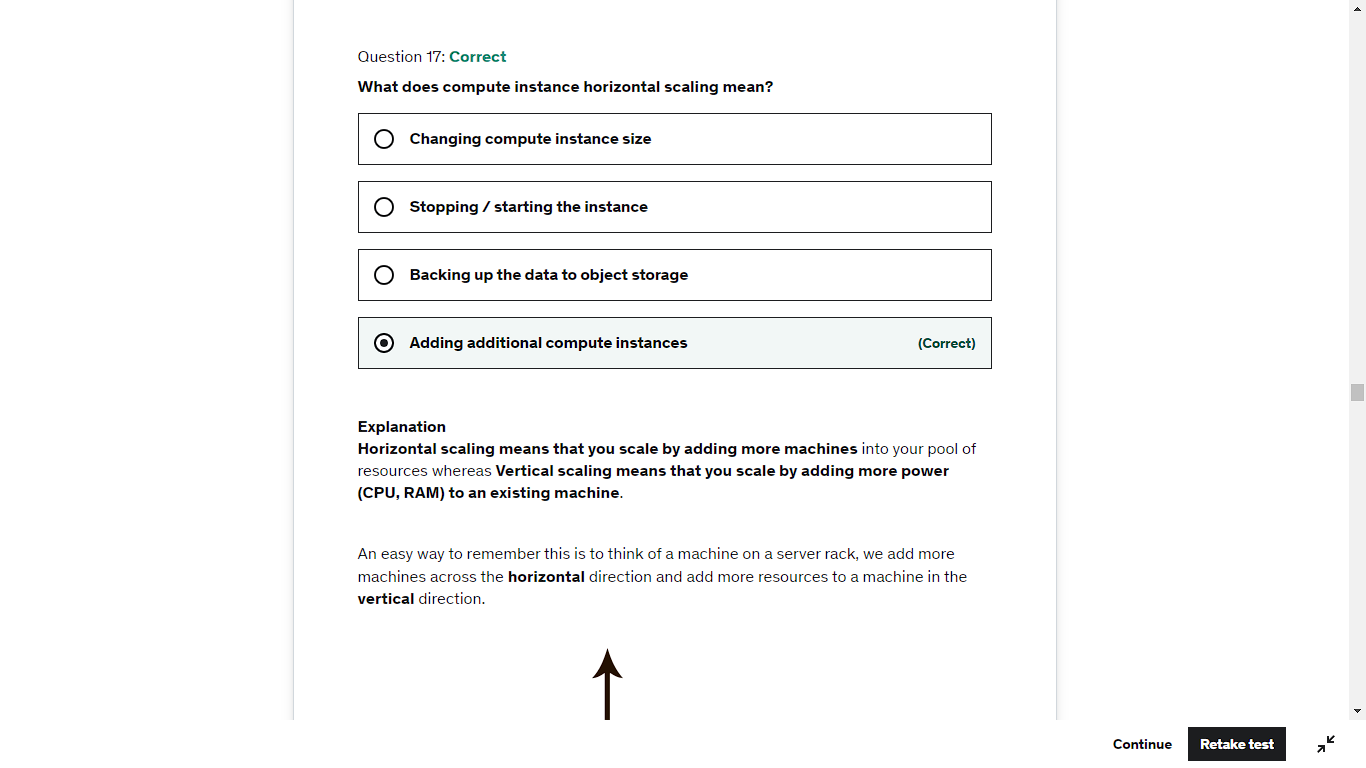 Question 17: Correct
What does compute instance horizontal scaling mean?
Changing compute instance size
Stopping / starting the instance
Backing up the data to object storage
Adding additional compute instances (Correct)
Explanation
Horizontal scaling means that you scale by adding more machines into your pool of
resources whereas Vertical scaling means that you scale by adding more power
(CPU, RAM) to an existing machine.
An easy way to remember this is to think of a machine on a server rack, we add more
machines across the horizontal direction and add more resources to a machine in the
vertical direction.
Continue Retake test